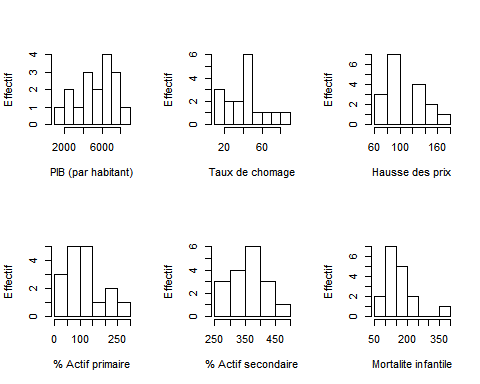 Effectif
0 1 2 3 4
2000 6000
PIB (par habitant)
Effectif
0 2 4 6
20 60
Taux de chomage
Effectif
0 2 4 6
60 100 160
Hausse des prix
Effectif
0 2 4
0 100 250
% Actif primaire
Effectif
0 2 4 6
250 350 450
% Actif secondaire
Effectif
0 2 4 6
50 200 350
Mortalite infantile